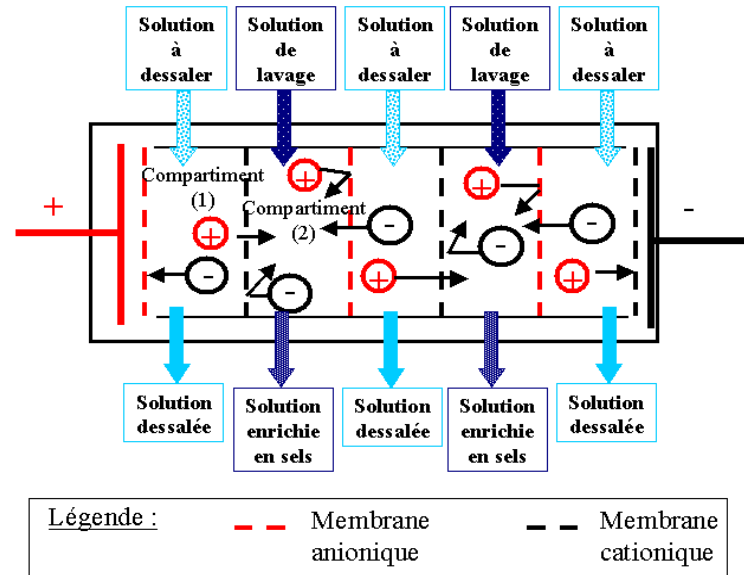 Solution
à
dessaler
Solution
de
lavage
Solution
à
dessaler
Solution
de
lavage
Solution
à
dessaler
+
-
Compartiment
(1)
+
-
+
Compartiment
(2)
-
-
+
+
-
-
+
Solution
dessalée
Solution
enrichie
en sels
Solution
dessalée
Solution
enrichie
en sels
Solution
dessalée
Légende :
Membrane
anionique
Membrane
cationique